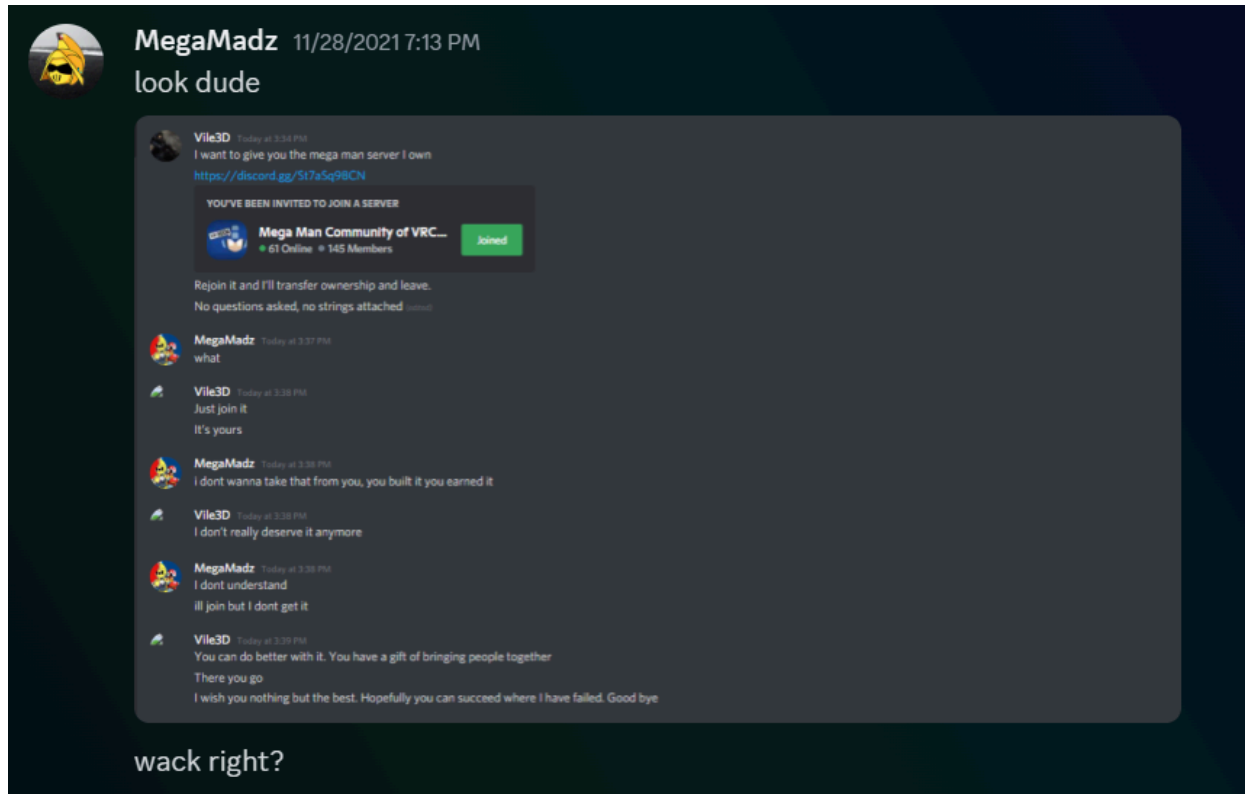 MegaMadz 11/28/2021 7:13 PM
look dude
Vile3D Today at 3:34 PM
I want to give you the mega man server I own
https://discord.gg/St7aSq98CN
YOU'VE BEEN INVITED TO JOIN A SERVER
Mega Man Community of VRC...
61 Online 145 Members
Joined
Rejoin it and I'll transfer ownership and leave.
No questions asked, no strings attached (edited)
MegaMadz Today at 3:37 PM
what
Vile3D Today at 3:38 PM
Just join it
It's yours
MegaMadz Today at 3:38 PM
i dont wanna take that from you, you built it you earned it
Vile3D Today at 3:38 PM
I don't really deserve it anymore
MegaMadz Today at 3:38 PM
I dont understand
ill join but I dont get it
Vile3D Today at 3:39 PM
You can do better with it. You have a gift of bringing people together
There you go
I wish you nothing but the best. Hopefully you can succeed where I have failed. Good bye
wack right?